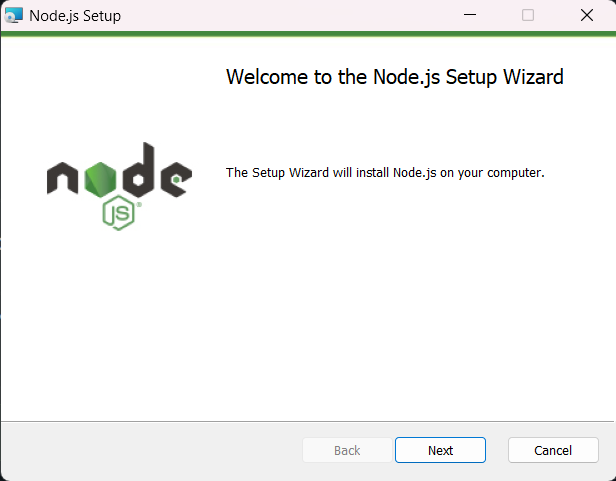 Node.js Setup
Welcome to the Node.js Setup Wizard
node
JS®
The Setup Wizard will install Node.js on your computer.
Back
Next
Cancel